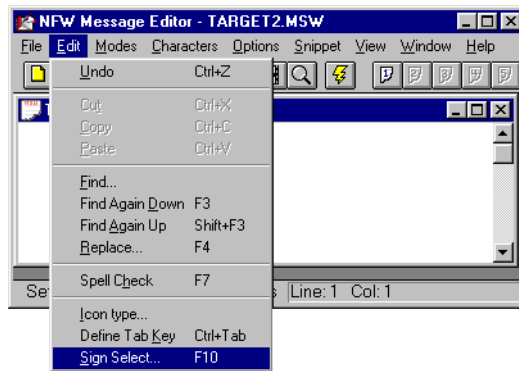 NFW Message Editor - TARGET2.MSW
File Edit Modes Characters Options Snippet View Window Help
Undo Ctrl+Z
Cut Ctrl+X
Copy Ctrl+C
Paste Ctrl+V
Find...
Find Again Down F3
Find Again Up Shift+F3
Replace... F4
Spell Check F7
Line: 1 Col: 1
Icon type...
Define Tab Key Ctrl+Tab
Sign Select... F10